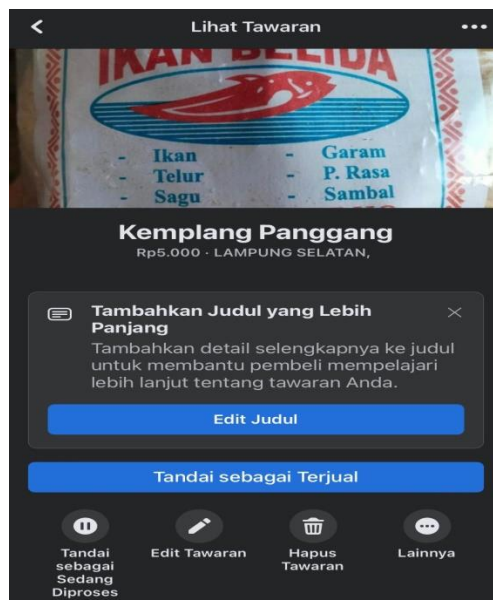 Lihat Tawaran
IKAN BELIDA
- Ikan - Garam
- Telur - P. Rasa
- Sagu - Sambal
Kemplang Panggang
Rp5.000 · LAMPUNG SELATAN,
Tambahkan Judul yang Lebih
Panjang
Tambahkan detail selengkapnya ke judul
untuk membantu pembeli mempelajari
lebih lanjut tentang tawaran Anda.
Edit Judul
Tandai sebagai Terjual
Tandai
sebagai
Sedang
Diproses
Edit Tawaran
Hapus
Tawaran
Lainnya